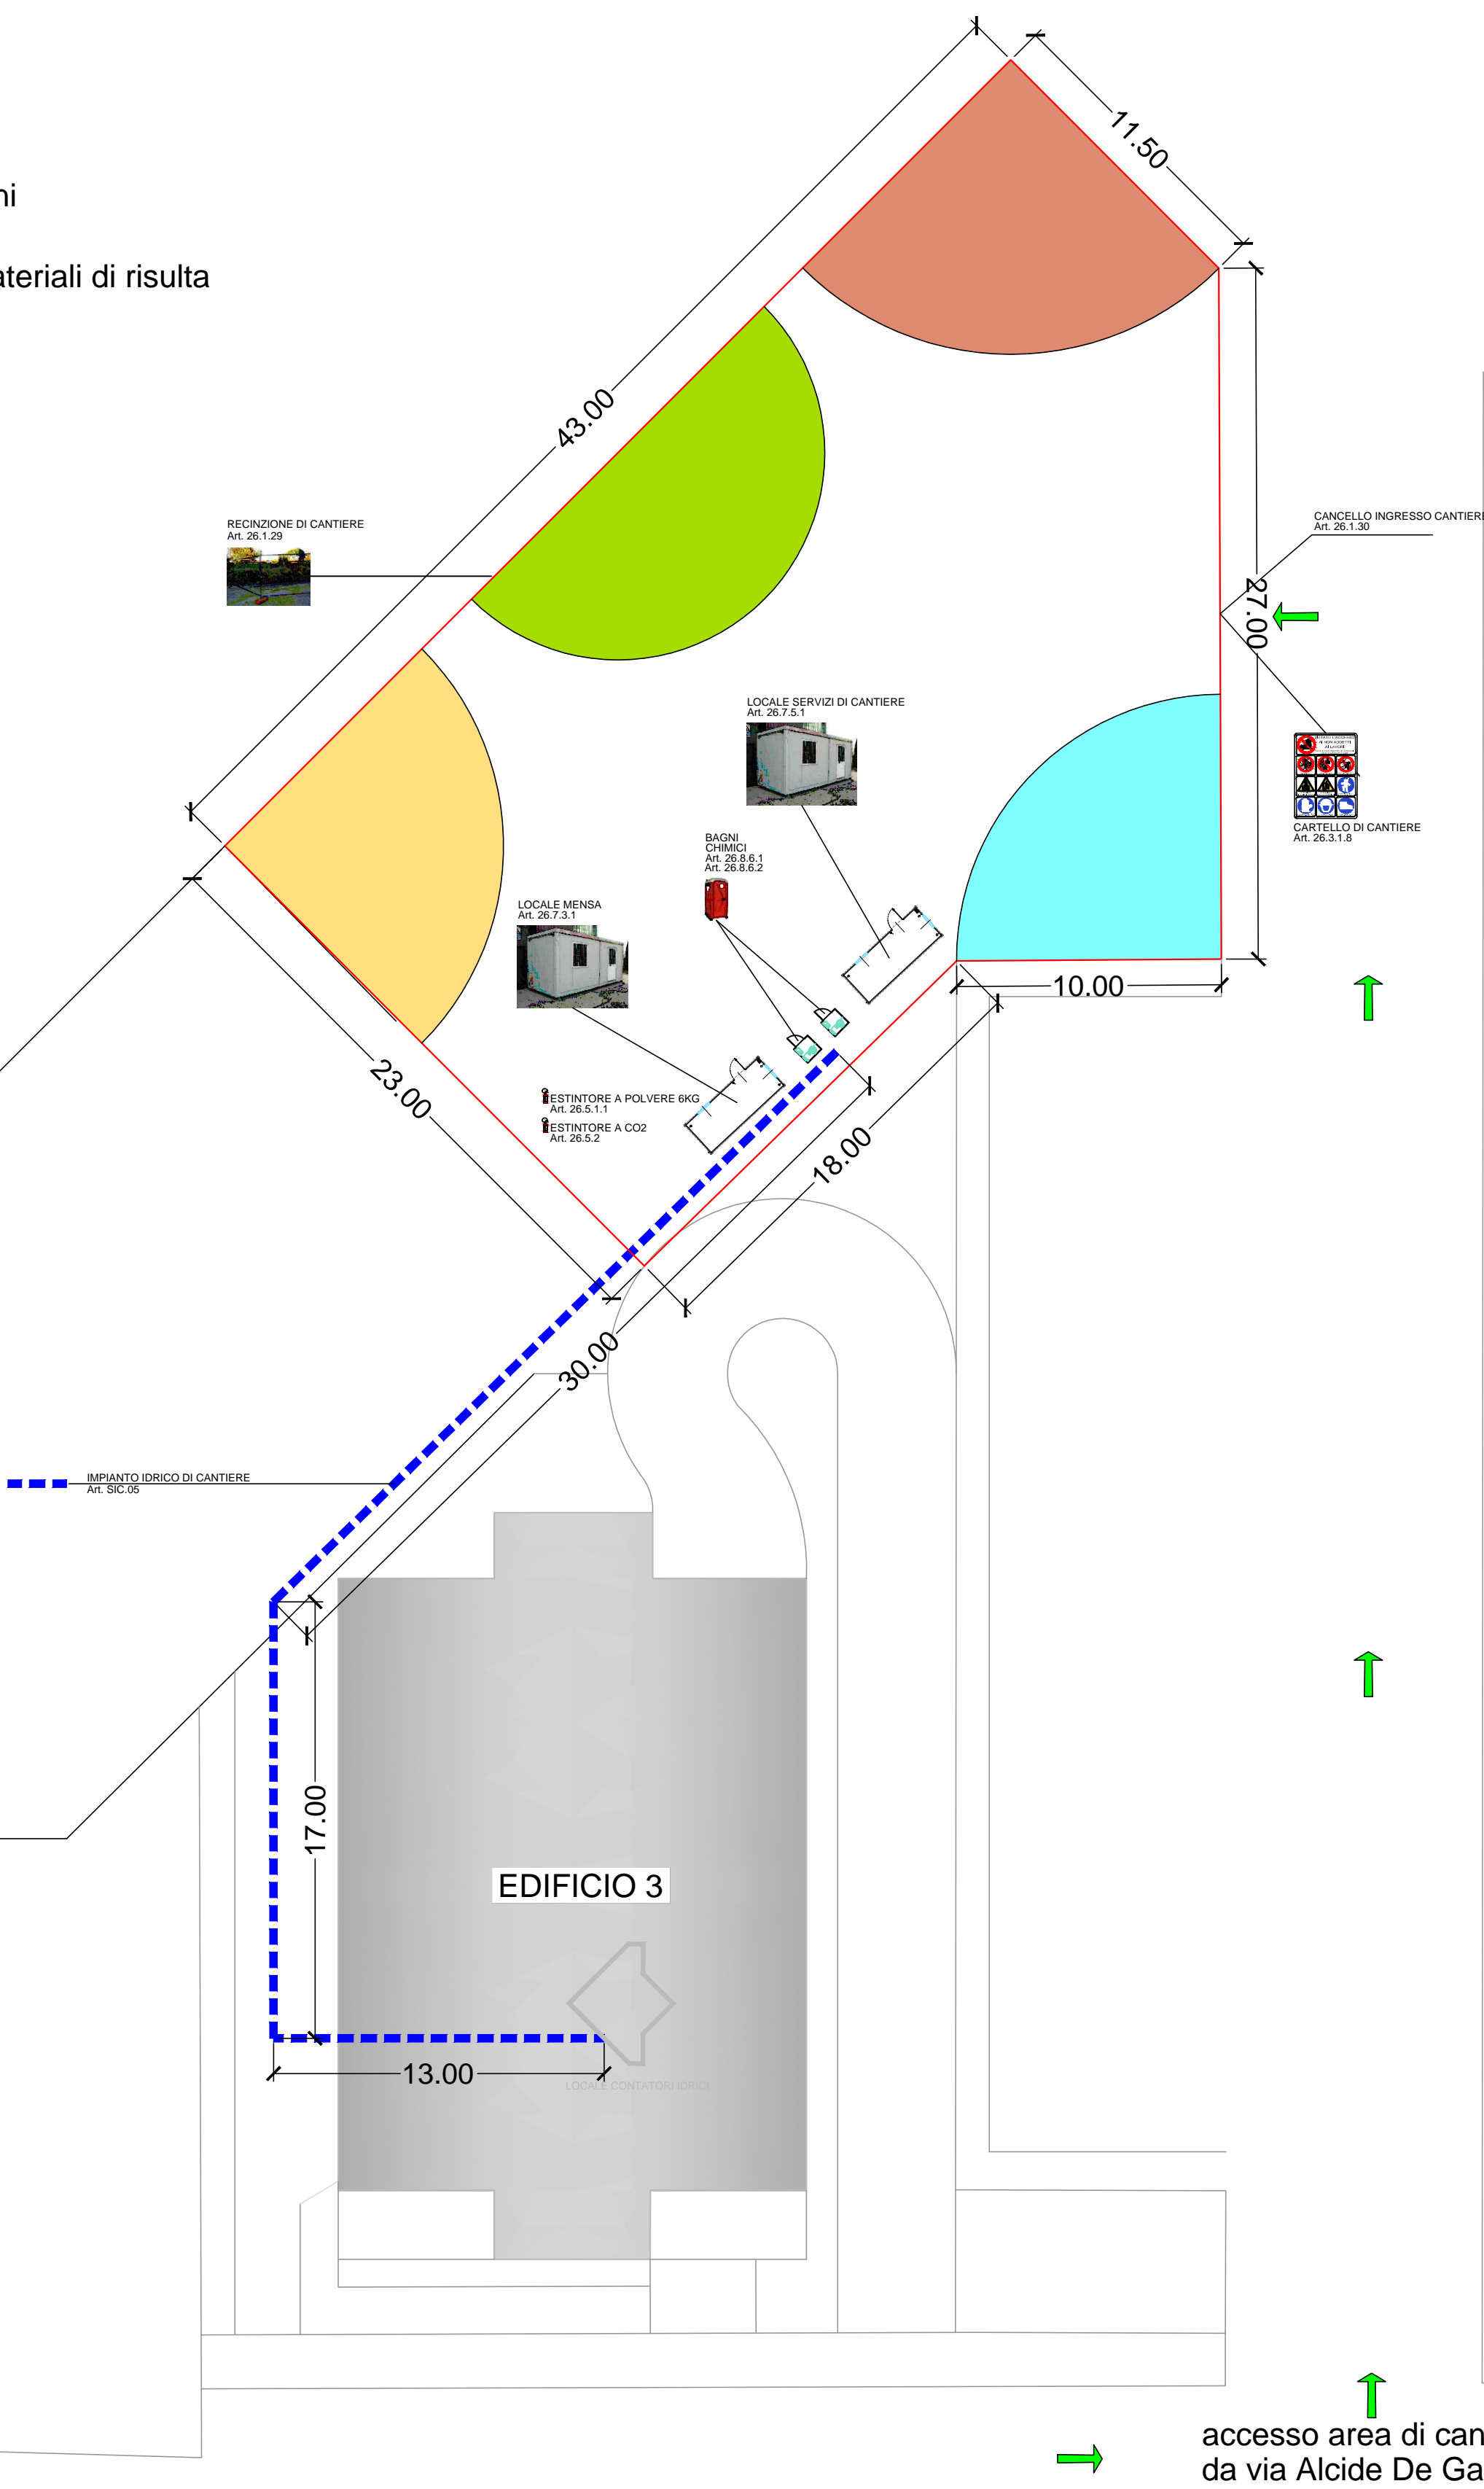 ni
ateriali di risulta
11.50
43.00
RECINZIONE DI CANTIERE
Art. 26.1.29
CANCELLO INGRESSO CANTIERE
Art. 26.1.30
27.00
LOCALE SERVIZI DI CANTIERE
Art. 26.7.5.1
CARTELLO DI CANTIERE
Art. 26.3.1.8
BAGNI
CHIMICI
Art. 26.8.6.1
Art. 26.8.6.2
LOCALE MENSA
Art. 26.7.3.1
10.00
23.00
ESTINTORE A POLVERE 6KG
Art. 26.5.1.1
ESTINTORE A CO2
Art. 26.5.2
18.00
30.00
IMPIANTO IDRICO DI CANTIERE
Art. SIC.05
17.00
EDIFICIO 3
13.00
LOCALE CONTATORI IDRICI
accesso area di can
da via Alcide De Ga